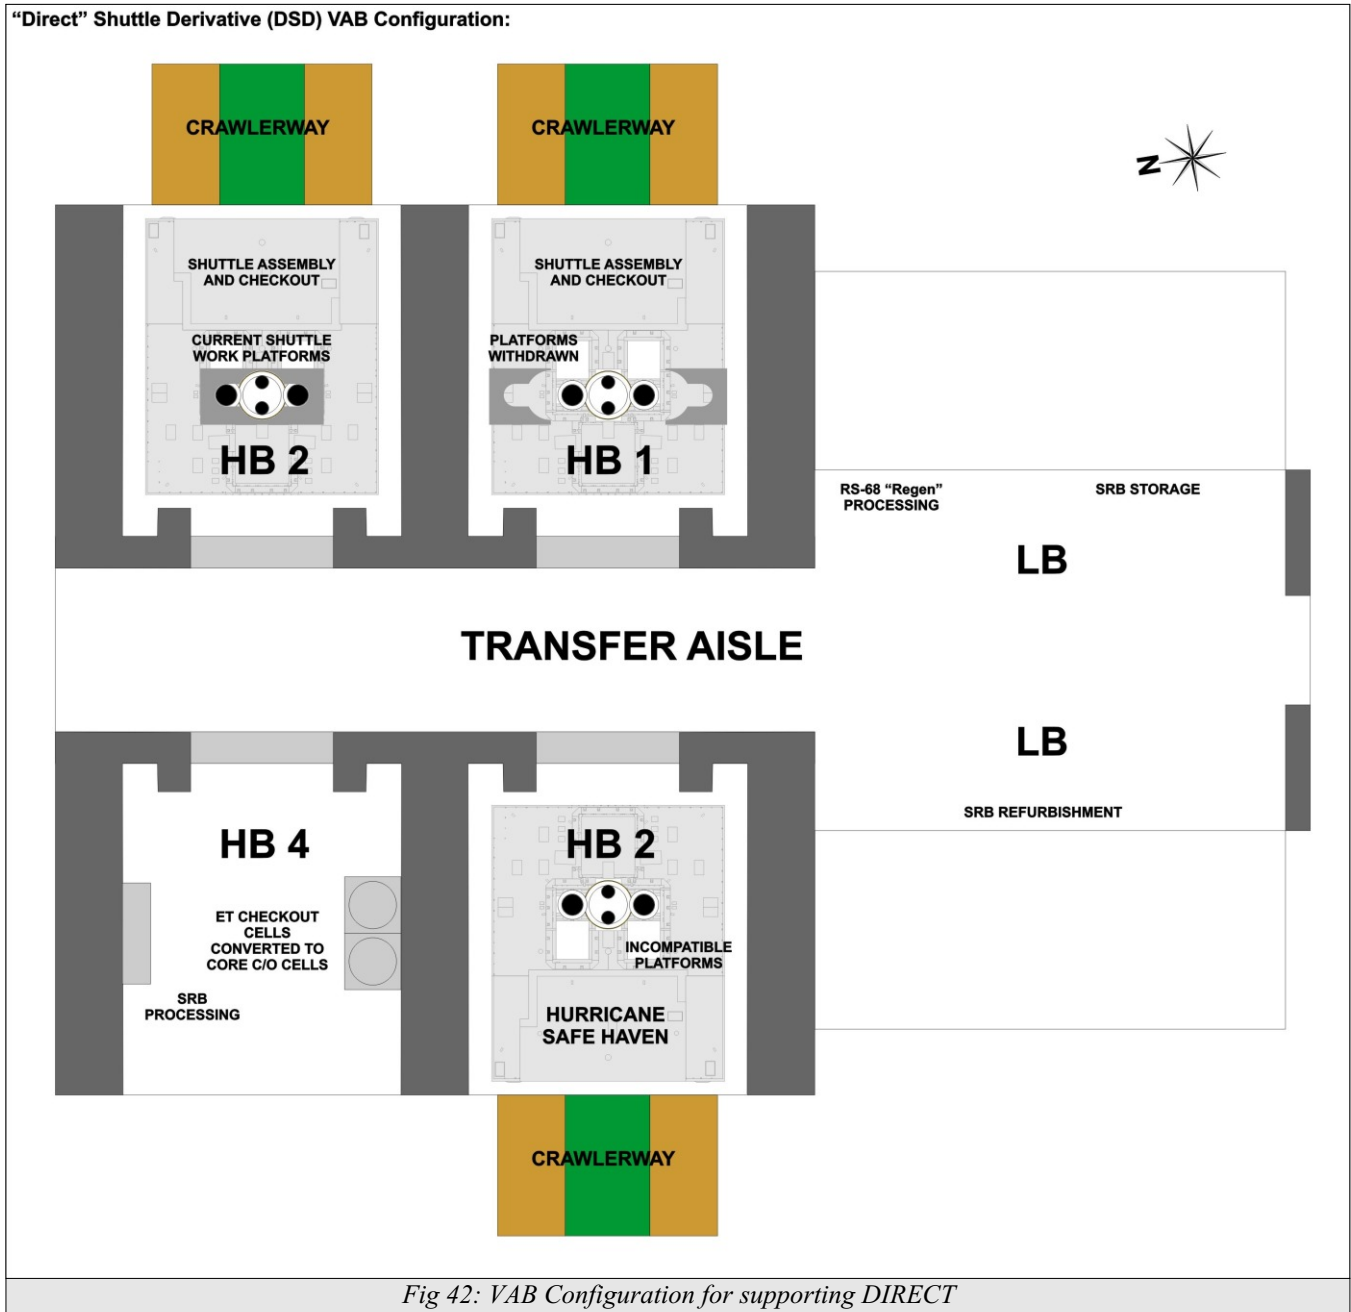 “Direct” Shuttle Derivative (DSD) VAB Configuration:
CRAWLERWAY
CRAWLERWAY
N
SHUTTLE ASSEMBLY
AND CHECKOUT
CURRENT SHUTTLE
WORK PLATFORMS
HB 2
SHUTTLE ASSEMBLY
AND CHECKOUT
PLATFORMS
WITHDRAWN
HB 1
RS-68 “Regen”
PROCESSING
SRB STORAGE
LB
TRANSFER AISLE
LB
SRB REFURBISHMENT
HB 4
ET CHECKOUT
CELLS
CONVERTED TO
CORE C/O CELLS
SRB
PROCESSING
HB 2
INCOMPATIBLE
PLATFORMS
HURRICANE
SAFE HAVEN
CRAWLERWAY
Fig 42: VAB Configuration for supporting DIRECT